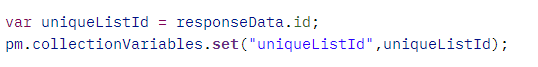 var uniqueListId = responseData.id;
pm.collectionVariables.set("uniqueListId",uniqueListId);